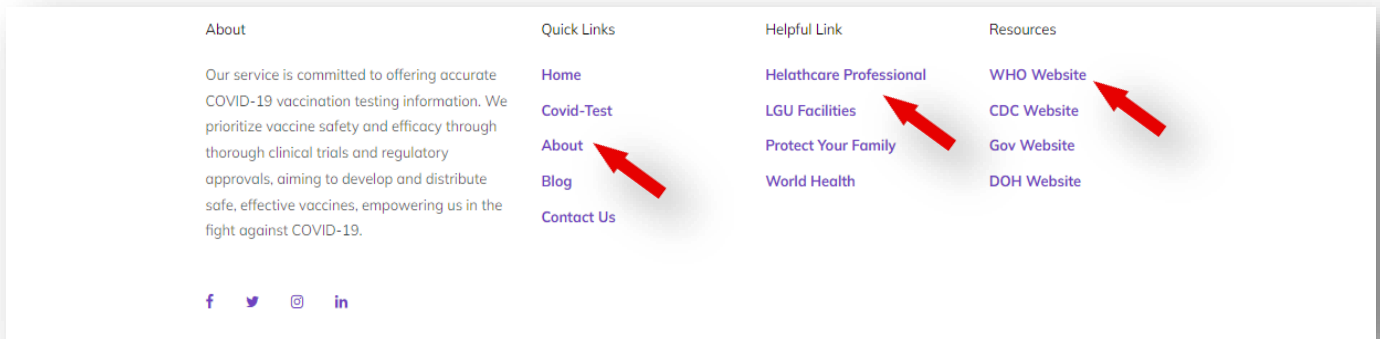 About
Our service is committed to offering accurate
COVID-19 vaccination testing information. We
prioritize vaccine safety and efficacy through
thorough clinical trials and regulatory
approvals, aiming to develop and distribute
safe, effective vaccines, empowering us in the
fight against COVID-19.
Quick Links
Home
Covid-Test
About
Blog
Contact Us
Helpful Link
Helathcare Professional
LGU Facilities
Protect Your Family
World Health
Resources
WHO Website
CDC Website
Gov Website
DOH Website